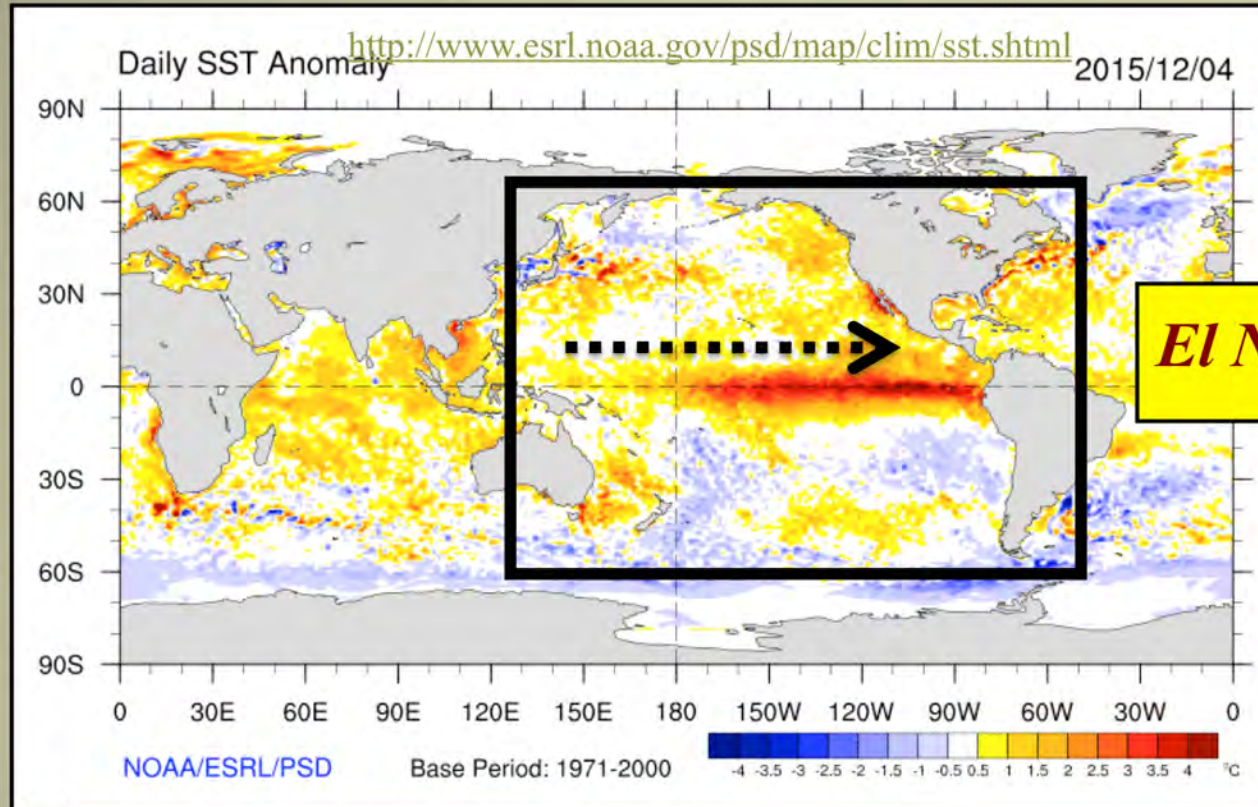 http://www.esrl.noaa.gov/psd/map/clim/sst.shtml
Daily SST Anomaly 2015/12/04
90N
60N
30N
0
30S
60S
90S
El N
0 30E 60E 90E 120E 150E 180 150W 120W 90W 60W 30W 0
NOAA/ESRL/PSD Base Period: 1971-2000
-4 -3.5 -3 -2.5 -2 -1.5 -1 -0.5 0.5 1 1.5 2 2.5 3 3.5 4 °C